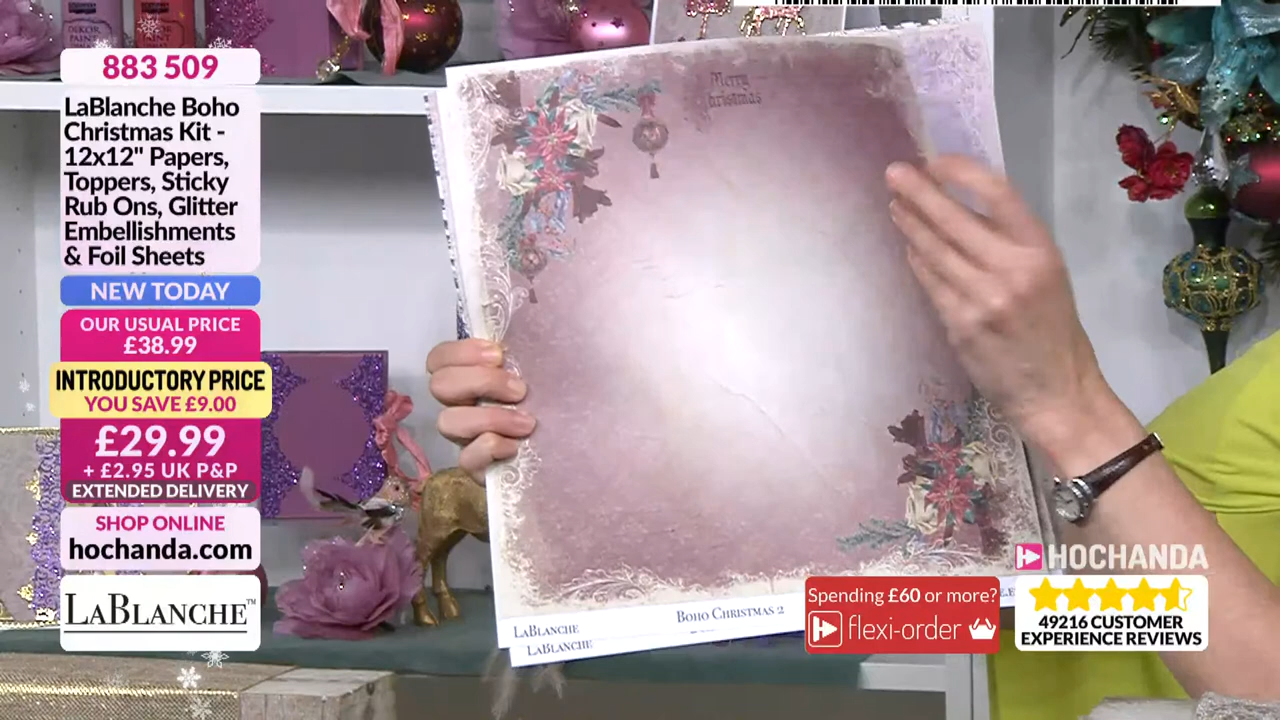 883 509
LaBlanche Boho
Christmas Kit -
12x12" Papers,
Toppers, Sticky
Rub Ons, Glitter
Embellishments
& Foil Sheets
NEW TODAY
OUR USUAL PRICE
£38.99
INTRODUCTORY PRICE
YOU SAVE £9.00
£29.99
+ £2.95 UK P&P
EXTENDED DELIVERY
SHOP ONLINE
hochanda.com
LABLANCHE™
Merry
Christmas
LABLANCHE
BOHO CHRISTMAS 2
LABLANCHE
Spending £60 or more?
flexi-order
HOCHANDA
49216 CUSTOMER
EXPERIENCE REVIEWS